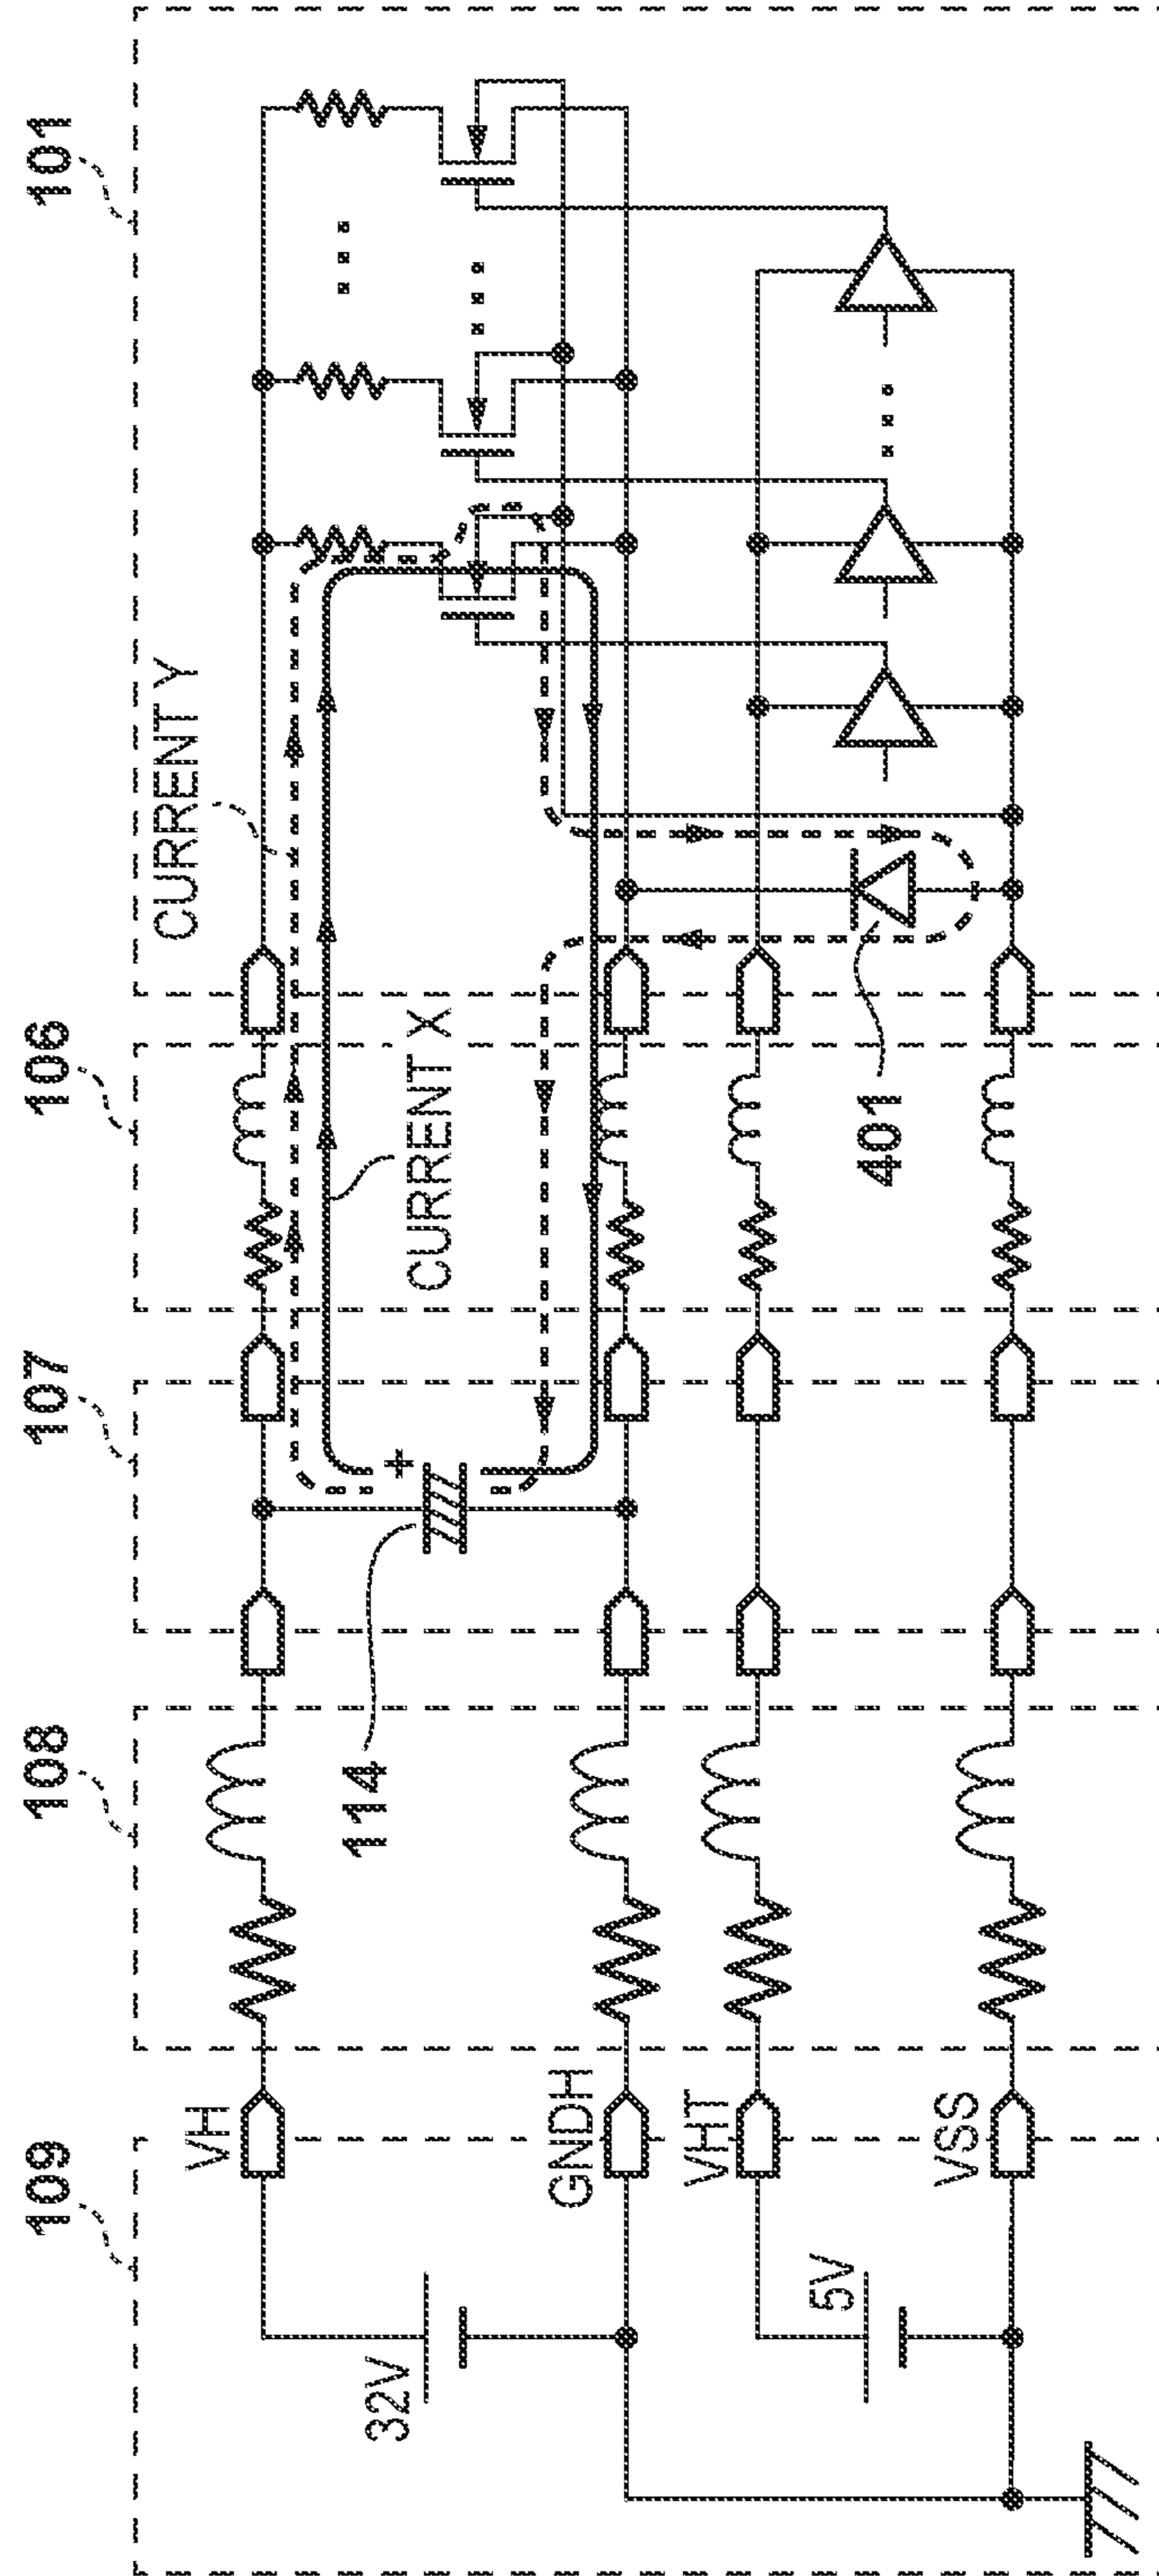 109
108
107
106
101
32V
VH
GNDH
VHT
VSS
5V
114
+
CURRENT X
CURRENT Y
401